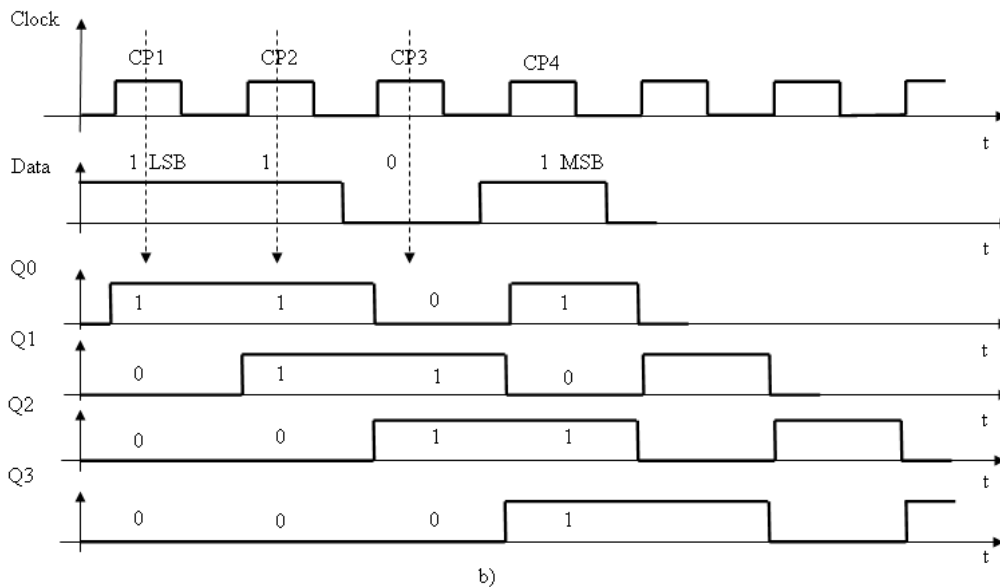 Clock
CP1 CP2 CP3 CP4
t
Data 1 LSB 1 0 1 MSB
t
Q0
1 1 0 1
t
Q1
0 1 1 0
t
Q2
0 0 1 1
t
Q3
0 0 0 1
t
b)